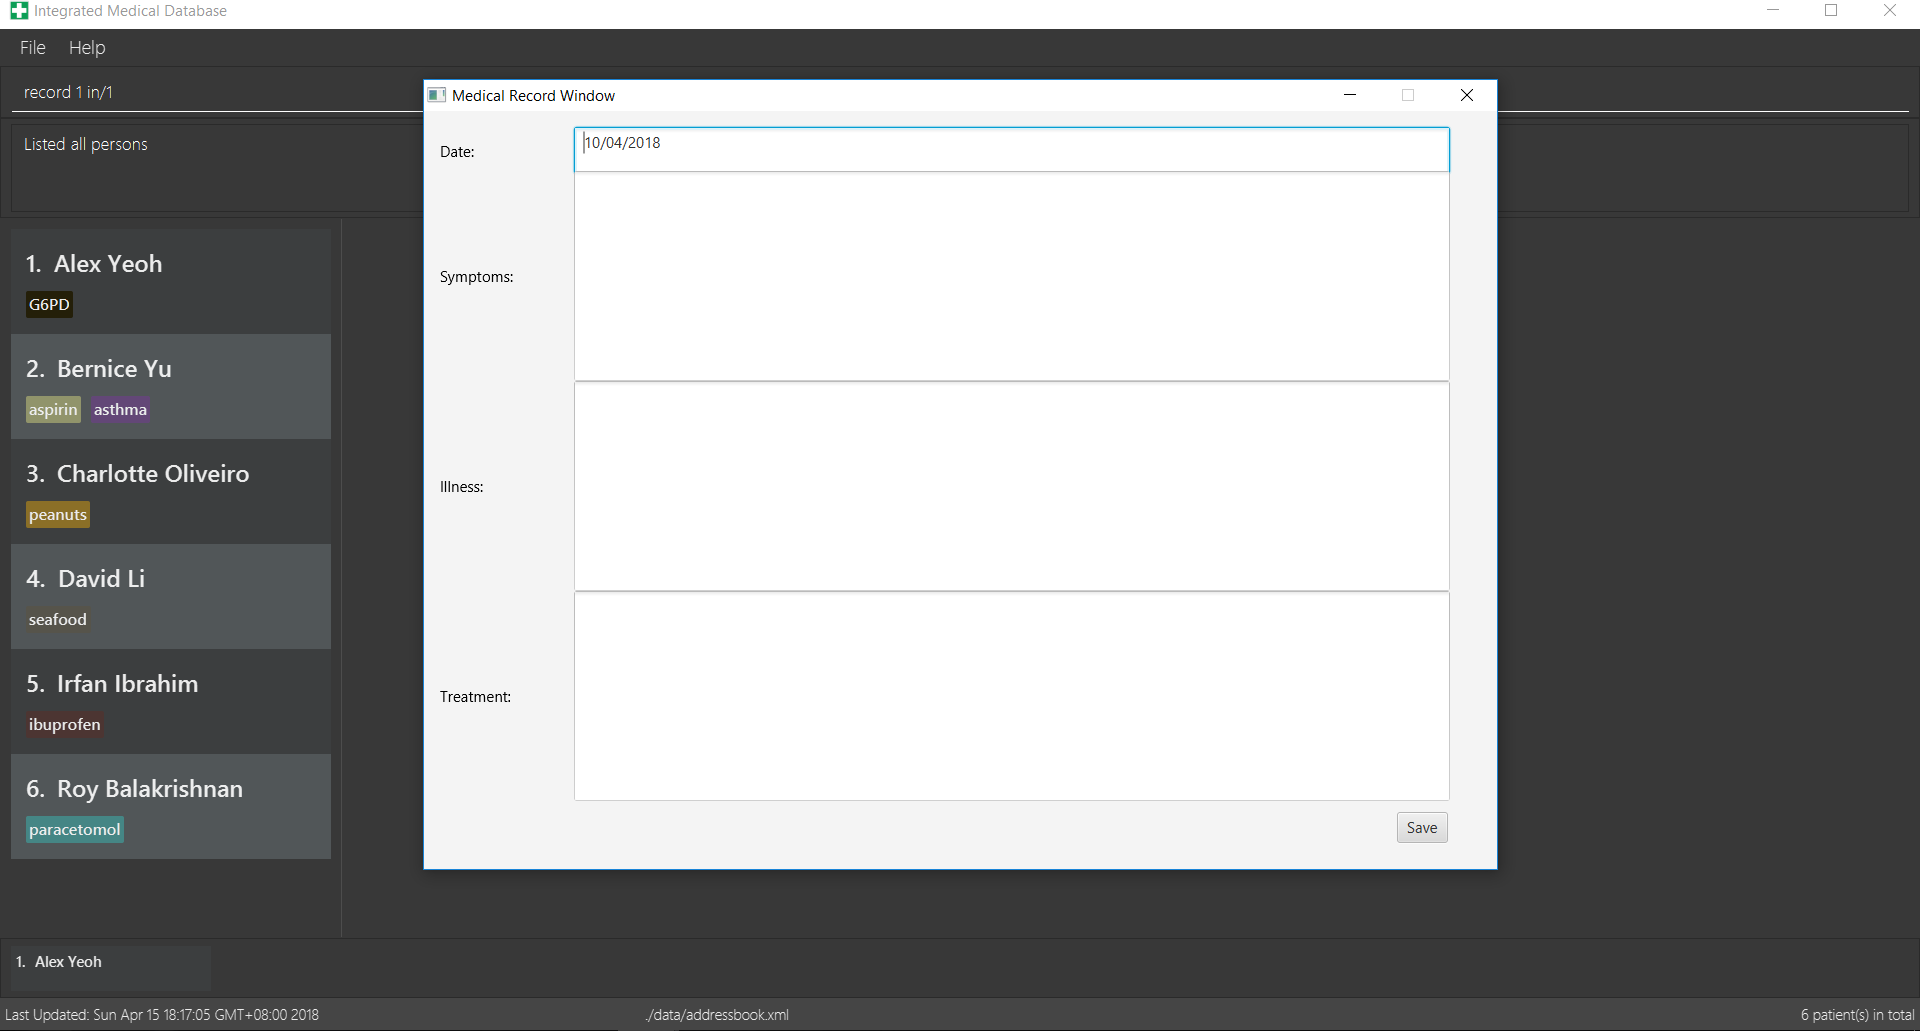 Integrated Medical Database
File Help
record 1 in/1
Listed all persons
Medical Record Window
Date:
10/04/2018
Symptoms:
Illness:
Treatment:
Save
1. Alex Yeoh
G6PD
2. Bernice Yu
aspirin asthma
3. Charlotte Oliveiro
peanuts
4. David Li
seafood
5. Irfan Ibrahim
ibuprofen
6. Roy Balakrishnan
paracetomol
1. Alex Yeoh
Last Updated: Sun Apr 15 18:17:05 GMT+08:00 2018
./data/addressbook.xml
6 patient(s) in total